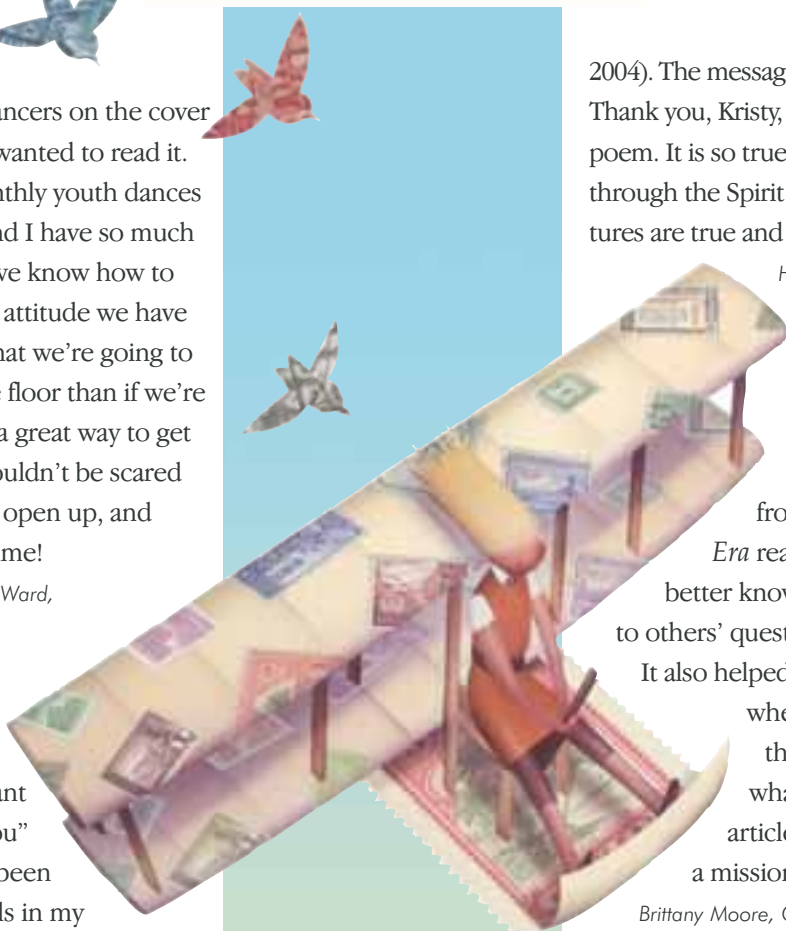 ancers on the cover
wanted to read it.
nthly youth dances
nd I have so much
we know how to
attitude we have
hat we're going to
e floor than if we're
a great way to get
ouldn't be scared
open up, and
me!
Ward,
ant
ou"
been
ls in my
2004). The messag
Thank you, Kristy,
poem. It is so true
through the Spirit
tures are true and
H
fro
Era rea
better know
to others' quest
It also helped
whe
th
wha
article
a mission
Brittany Moore, C